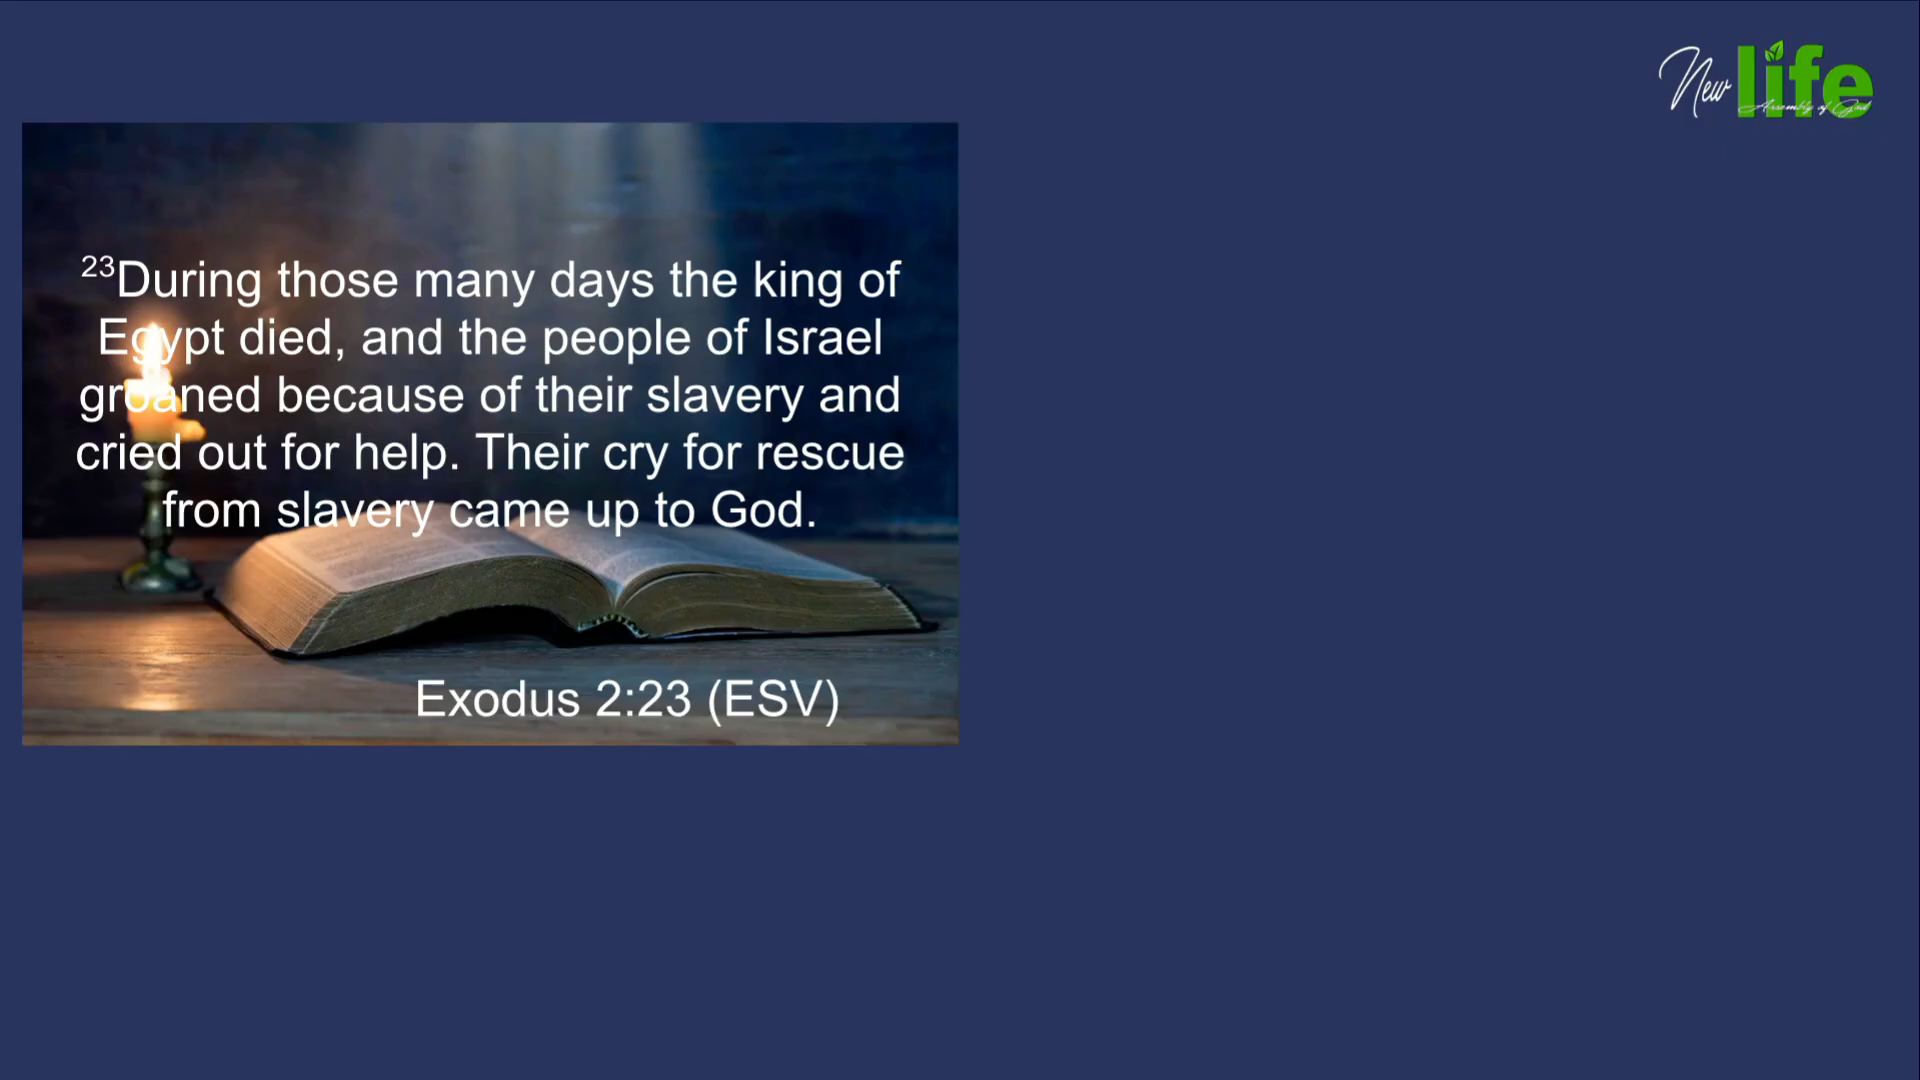 New life
Assembly of God
23During those many days the king of
Egypt died, and the people of Israel
groaned because of their slavery and
cried out for help. Their cry for rescue
from slavery came up to God.
Exodus 2:23 (ESV)